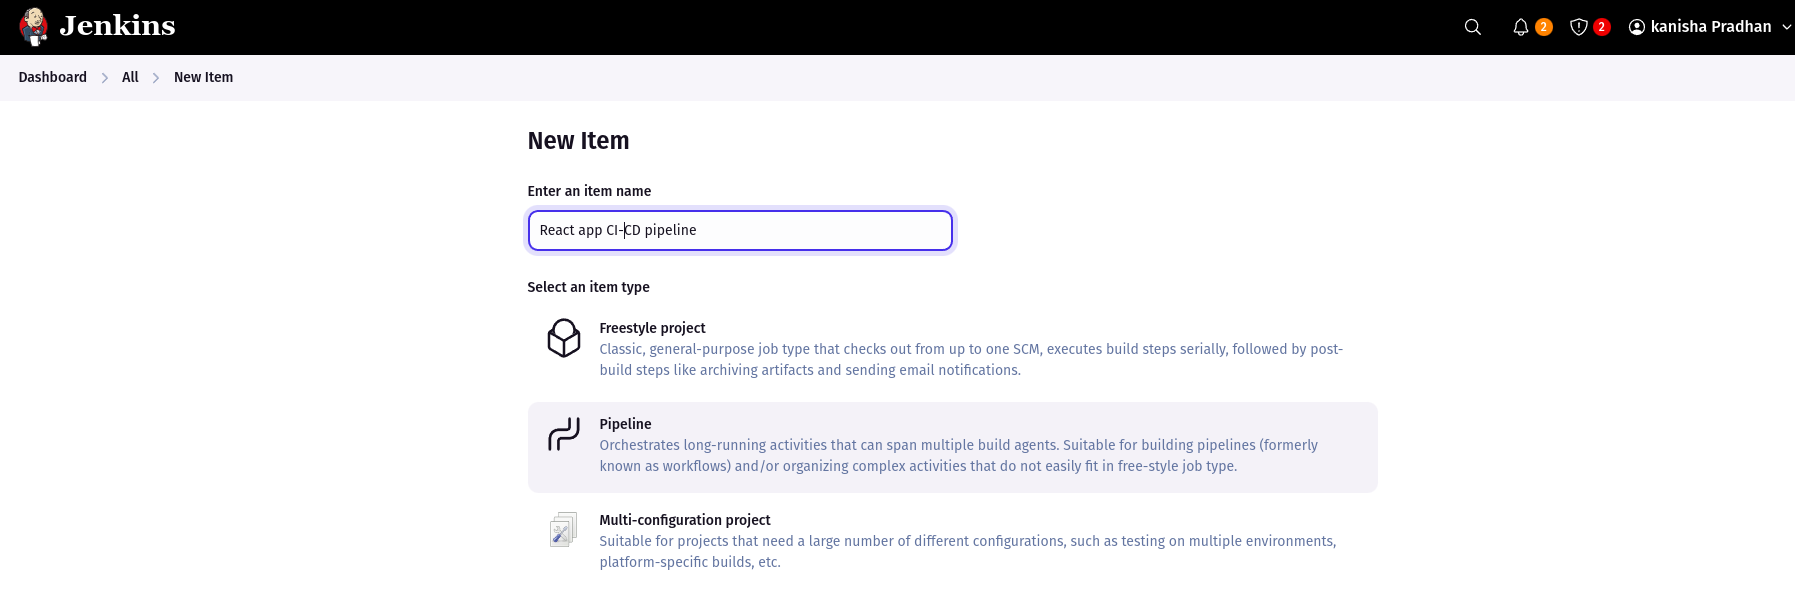 Jenkins
2
2
kanisha Pradhan
Dashboard
All
New Item
New Item
Enter an item name
React app CI-CD pipeline
Select an item type
Freestyle project
Classic, general-purpose job type that checks out from up to one SCM, executes build steps serially, followed by post-
build steps like archiving artifacts and sending email notifications.
Pipeline
Orchestrates long-running activities that can span multiple build agents. Suitable for building pipelines (formerly
known as workflows) and/or organizing complex activities that do not easily fit in free-style job type.
Multi-configuration project
Suitable for projects that need a large number of different configurations, such as testing on multiple environments,
platform-specific builds, etc.